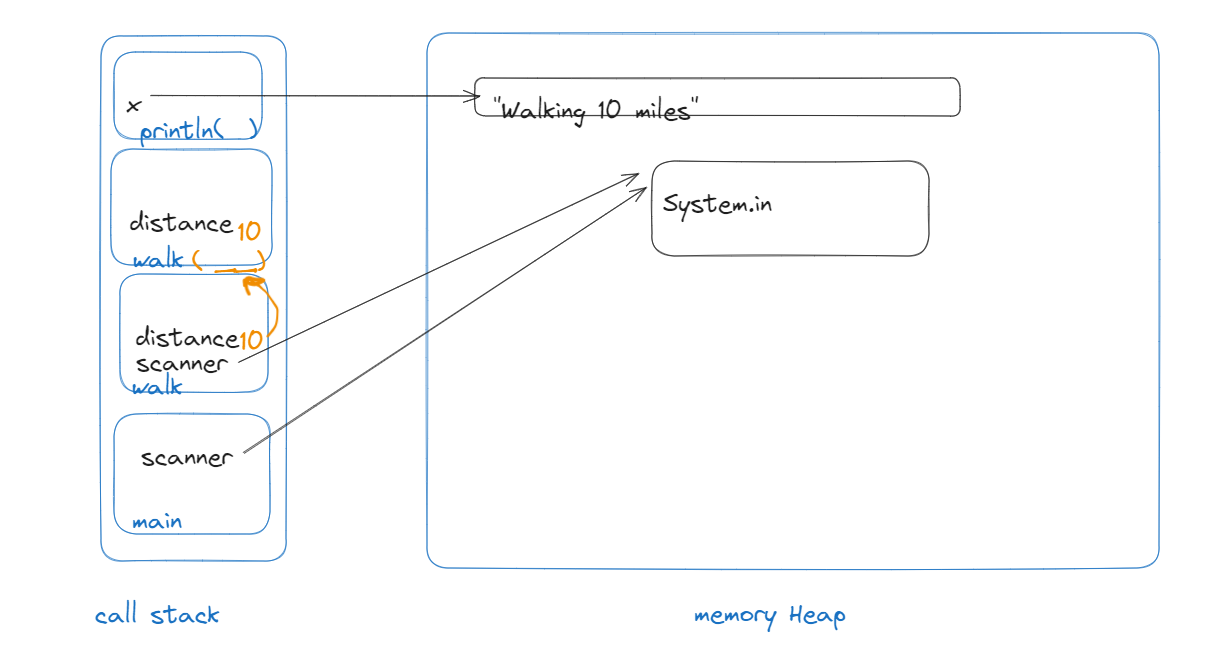 x
println( )
"Walking 10 miles"
distance 10
walk ( __ )
System.in
distance 10
scanner
walk
scanner
main
call stack
memory Heap